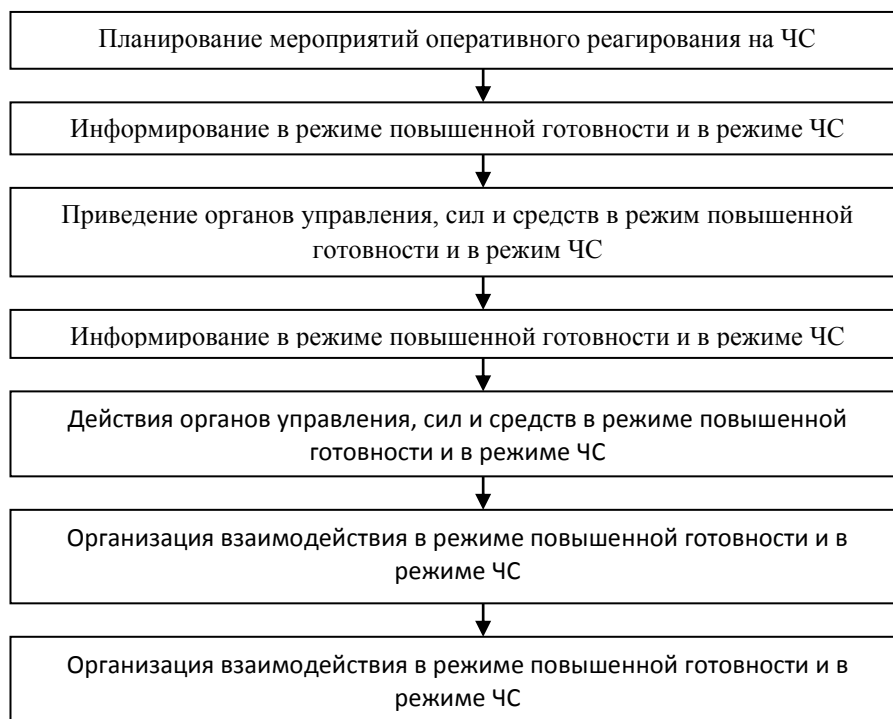 Планирование мероприятий оперативного реагирования на ЧС
Информирование в режиме повышенной готовности и в режиме ЧС
Приведение органов управления, сил и средств в режим повышенной
готовности и в режим ЧС
Информирование в режиме повышенной готовности и в режиме ЧС
Действия органов управления, сил и средств в режиме повышенной
готовности и в режиме ЧС
Организация взаимодействия в режиме повышенной готовности и в
режиме ЧС
Организация взаимодействия в режиме повышенной готовности и в
режиме ЧС